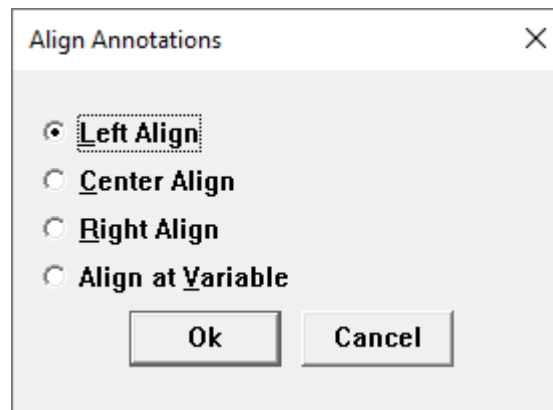 Align Annotations
Left Align
Center Align
Right Align
Align at Variable
Ok Cancel